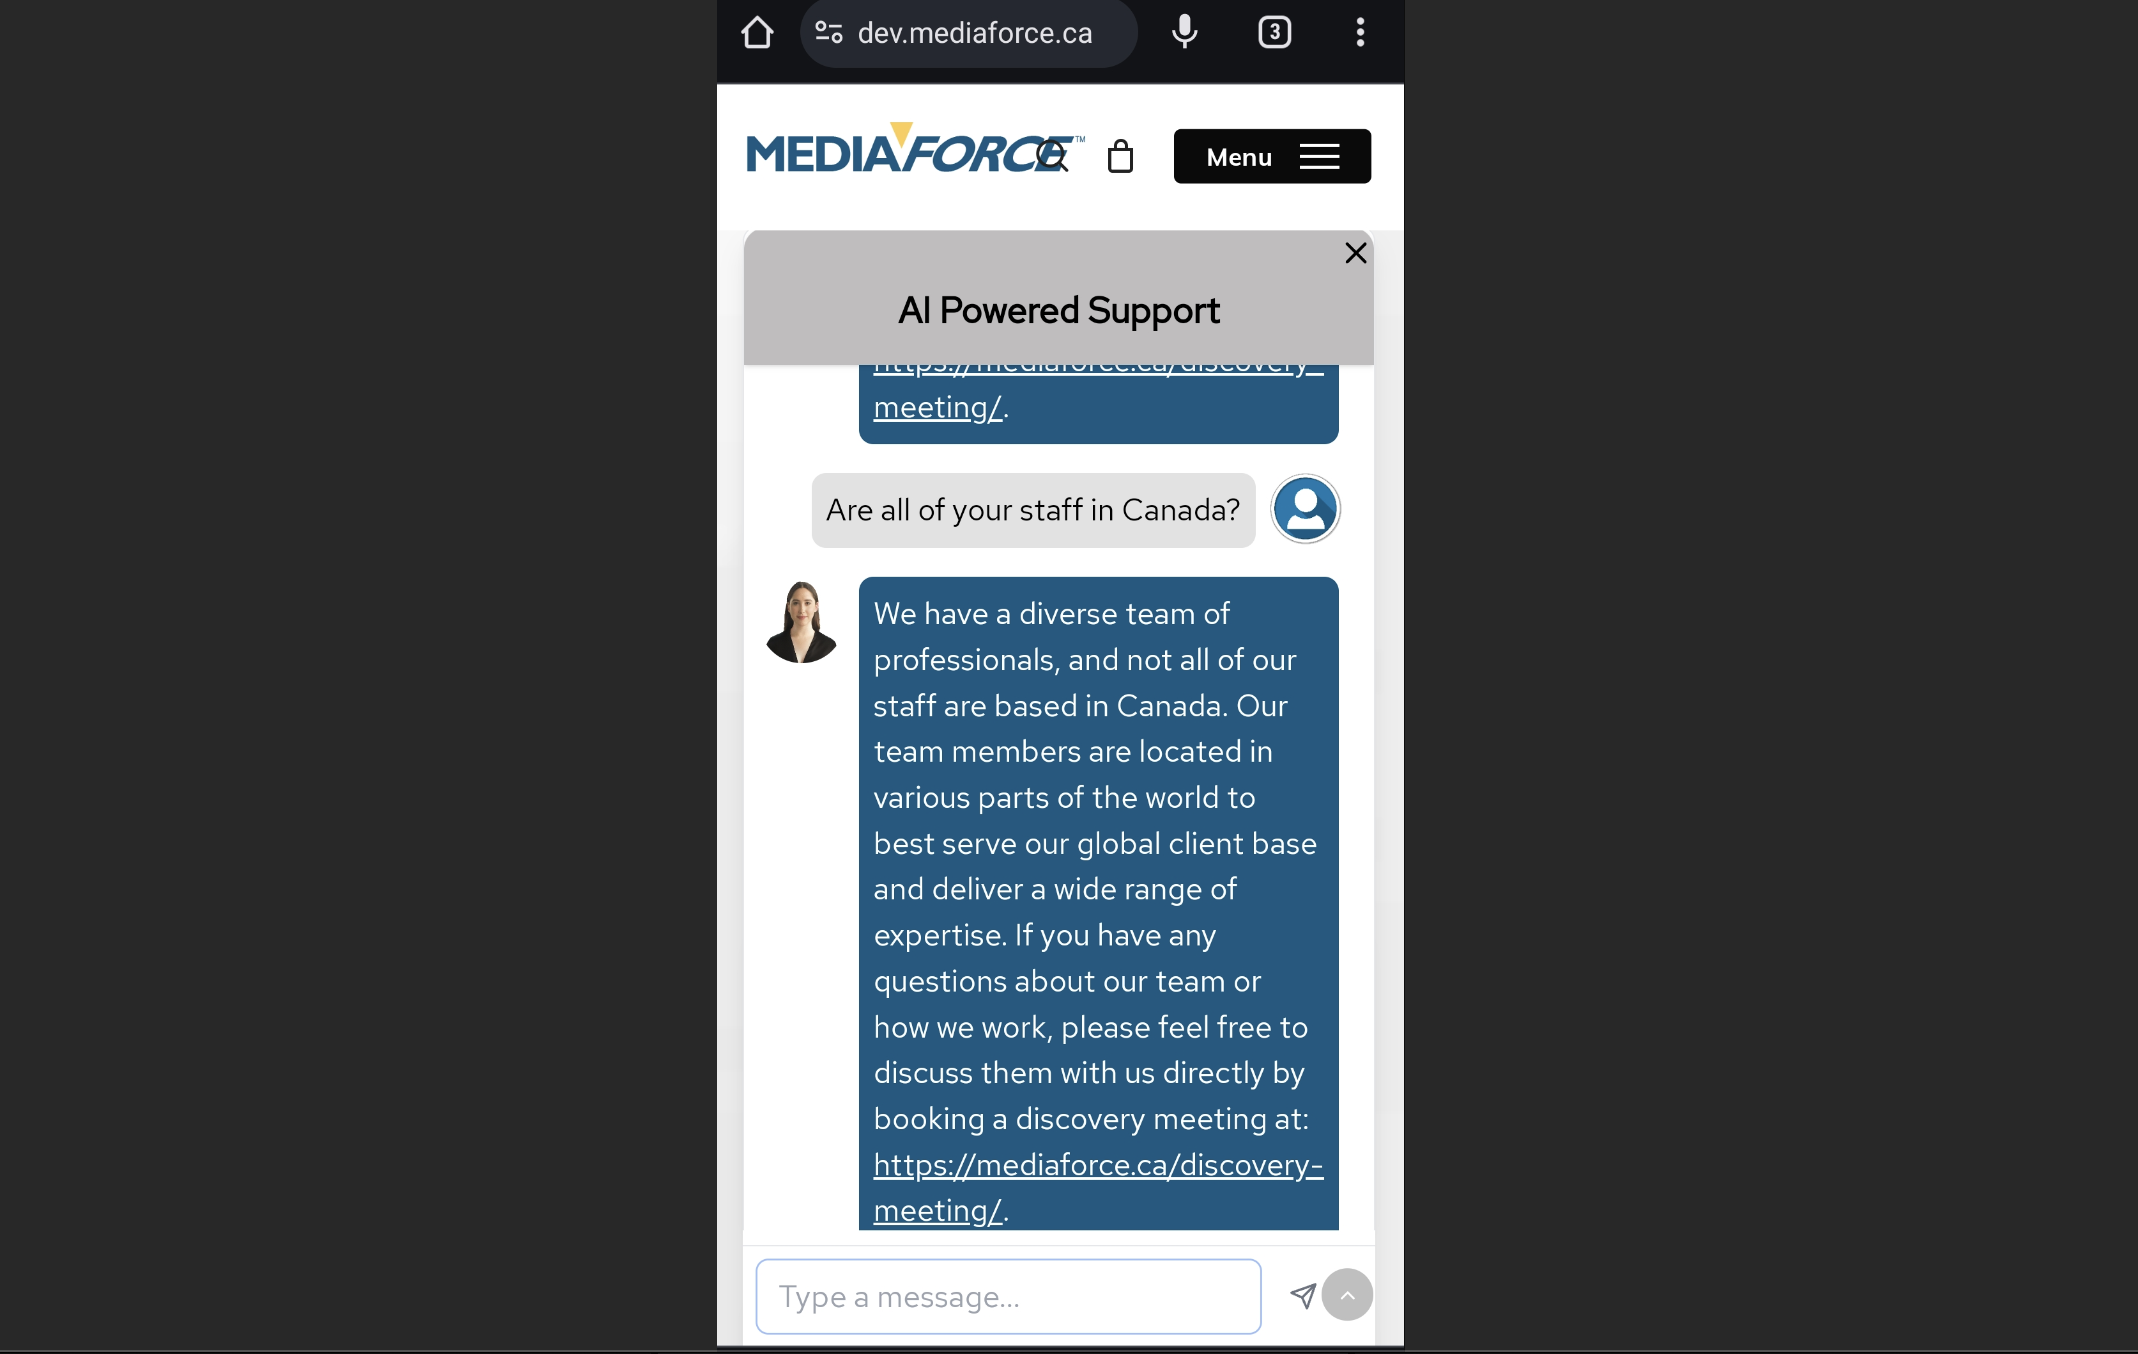 dev.mediaforce.ca
3
MEDIAFORCE™
Menu
AI Powered Support
https://mediaforce.ca/discovery-
meeting/.
Are all of your staff in Canada?
We have a diverse team of
professionals, and not all of our
staff are based in Canada. Our
team members are located in
various parts of the world to
best serve our global client base
and deliver a wide range of
expertise. If you have any
questions about our team or
how we work, please feel free to
discuss them with us directly by
booking a discovery meeting at:
https://mediaforce.ca/discovery-
meeting/.
Type a message...